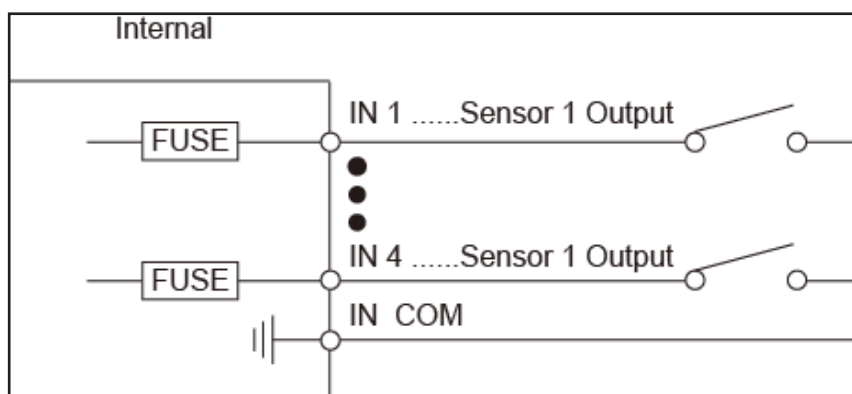 Internal
IN 1 ......Sensor 1 Output
FUSE
IN 4 ......Sensor 1 Output
FUSE
IN COM